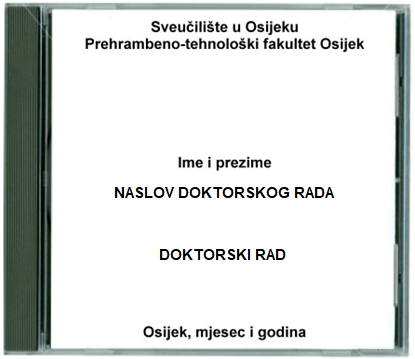 Sveučilište u Osijeku
Prehrambeno-tehnološki fakultet Osijek
Ime i prezime
NASLOV DOKTORSKOG RADA
DOKTORSKI RAD
Osijek, mjesec i godina